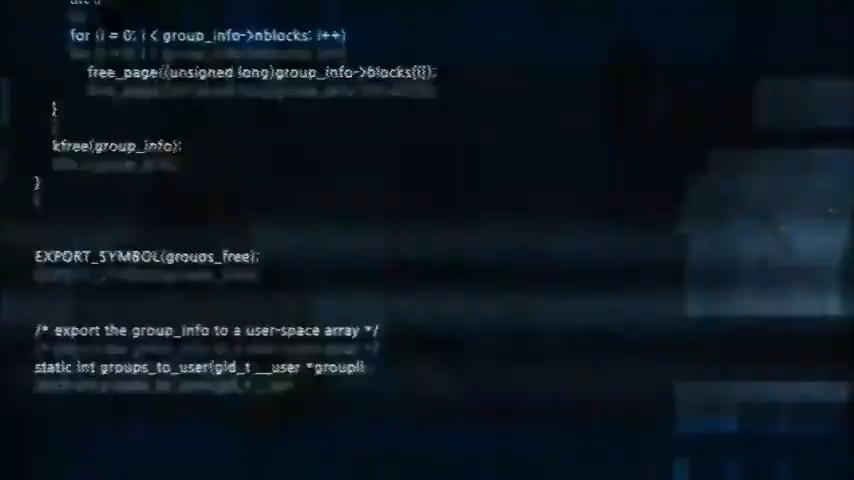 for (i = 0; i < group_info->nblocks; i++)
free_page((unsigned long)group_info->blocks[i]);
}
kfree(group_info);
}
EXPORT_SYMBOL(groups_free);
/* export the group_info to a user-space array */
static int groups_to_user(gid_t __user *groupli